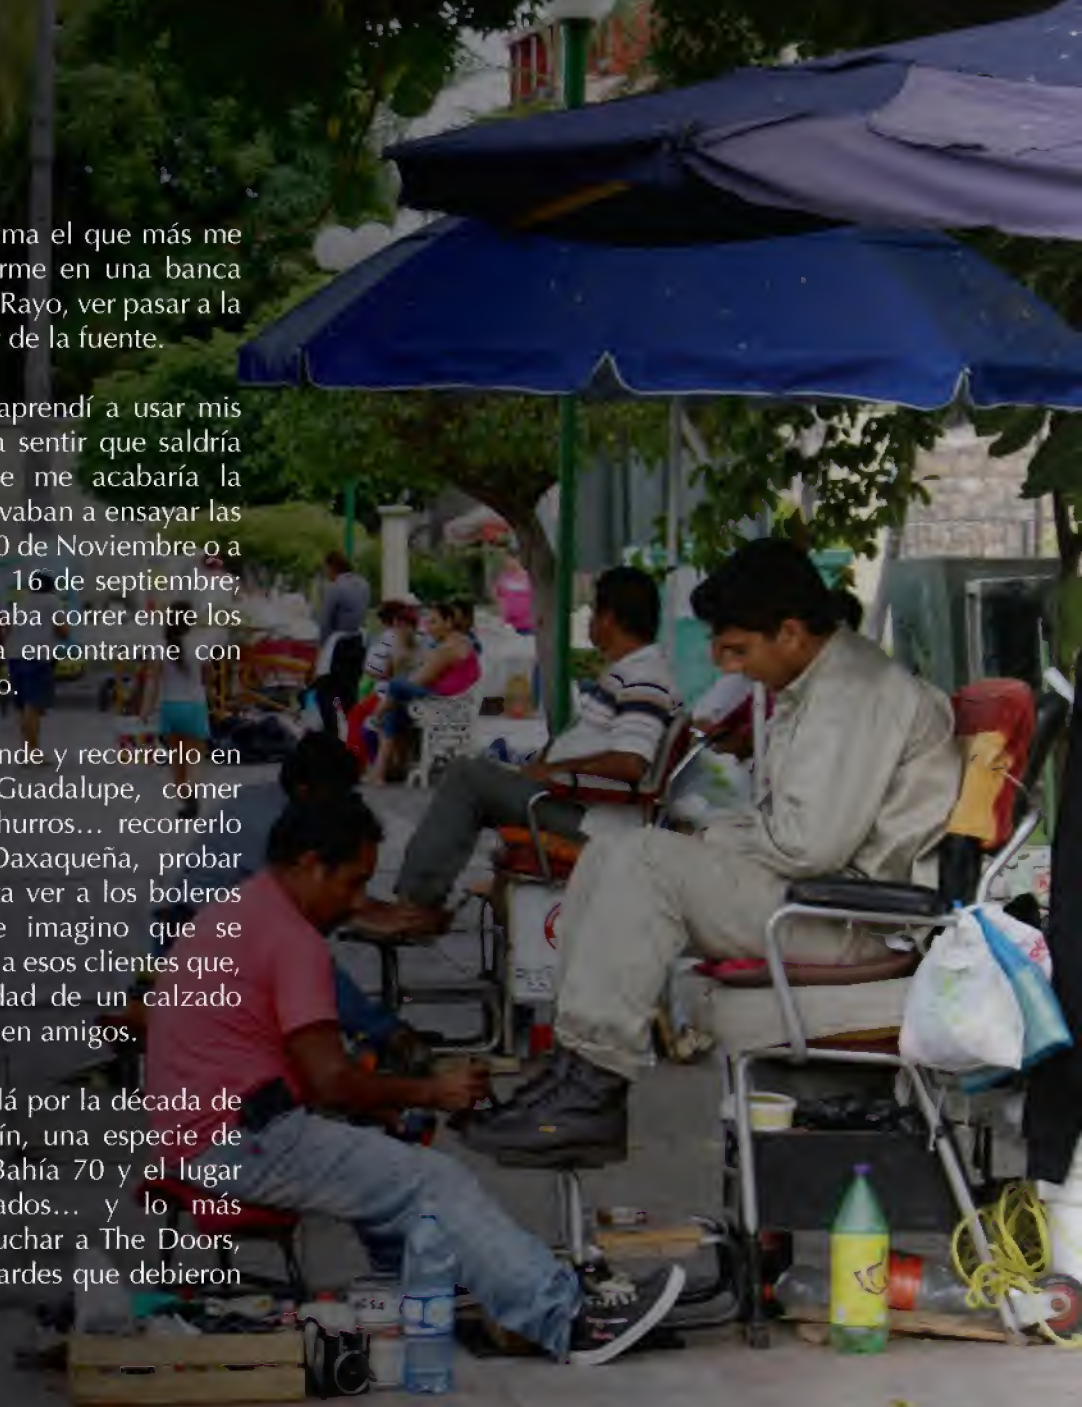 ma el que más me
rme en una banca
Rayo, ver pasar a la
de la fuente.
aprendí a usar mis
a sentir que saldría
e me acabaría la
vaban a ensayar las
0 de Noviembre o a
16 de septiembre;
aba correr entre los
a encontrarme con
o.
nde y recorrerlo en
Guadalupe, comer
hurros... recorrerlo
Oaxaqueña, probar
a ver a los boleros
e imagino que se
a esos clientes que,
dad de un calzado
en amigos.
lá por la década de
ín, una especie de
Bahía 70 y el lugar
ados... y lo más
uchar a The Doors,
ardes que debieron